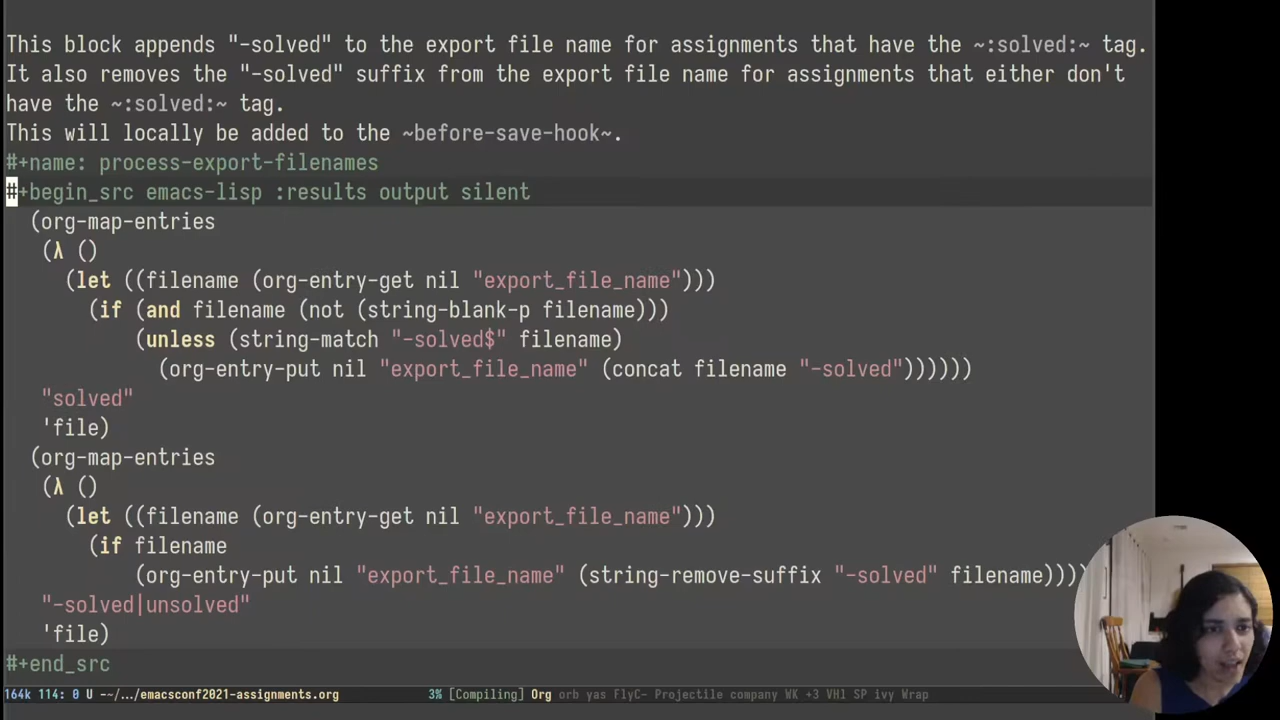 This block appends "-solved" to the export file name for assignments that have the ~:solved:~ tag.
It also removes the "-solved" suffix from the export file name for assignments that either don't
have the ~:solved:~ tag.
This will locally be added to the ~before-save-hook~.
#+name: process-export-filenames
#+begin_src emacs-lisp :results output silent
(org-map-entries
(λ ()
(let ((filename (org-entry-get nil "export_file_name")))
(if (and filename (not (string-blank-p filename)))
(unless (string-match "-solved$" filename)
(org-entry-put nil "export_file_name" (concat filename "-solved"))))))
"solved"
'file)
(org-map-entries
(λ ()
(let ((filename (org-entry-get nil "export_file_name")))
(if filename
(org-entry-put nil "export_file_name" (string-remove-suffix "-solved" filename))))
"-solved|unsolved"
'file)
#+end_src
164k 114: 0 U ~~/…/emacsconf2021-assignments.org 3% [Compiling] Org orb yas FlyC- Projectile company WK +3 VHl SP ivy Wrap